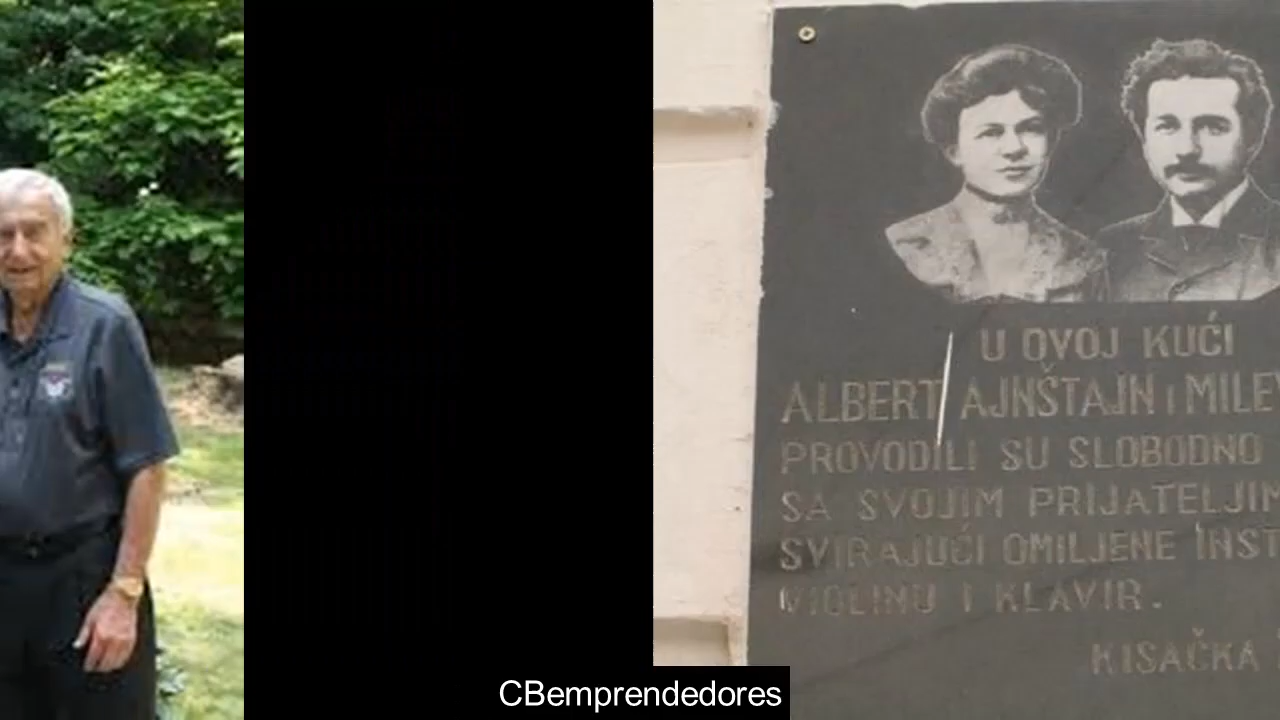 U OVOJ KUĆI
ALBERT AJNŠTAJN I
PROVODILI SU SLOBODNO
SA SVOJIM
SVIRAJUĆI OMILJENE
VIOLINU I KLAVIR.
KISAČKA
CBemprendedores